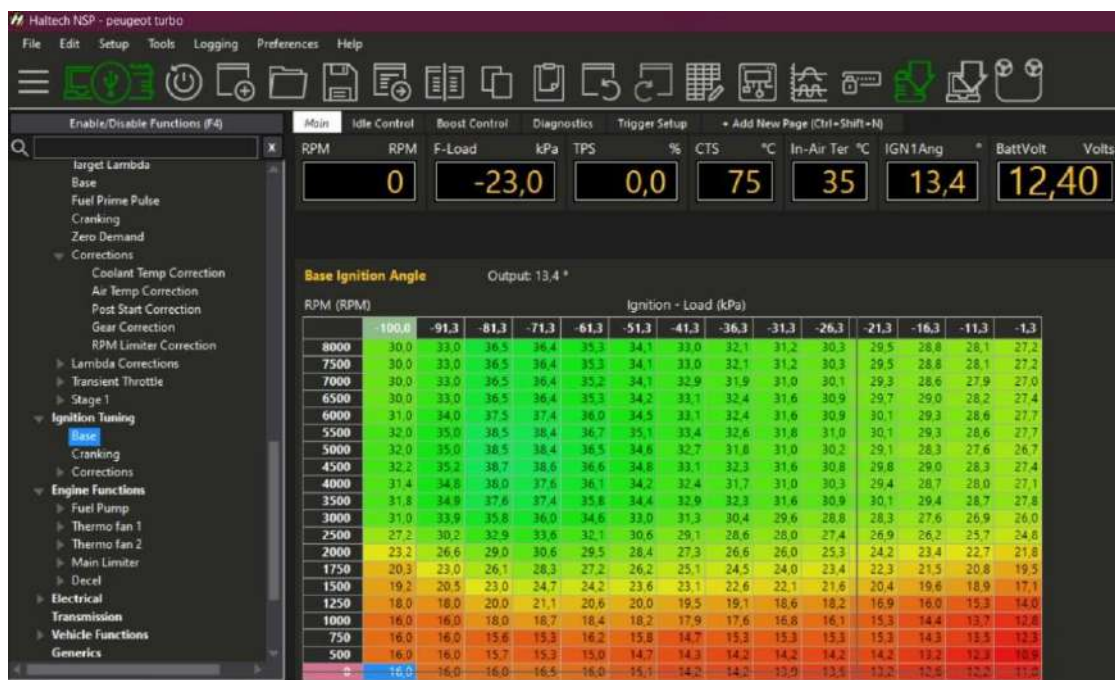 Haltech NSP - peugeot turbo
File Edit Setup Tools Logging Preferences Help
Enable/Disable Functions (F4)
Main Idle Control Boost Control Diagnostics Trigger Setup + Add New Page (Ctrl+Shift+N)
x
RPM RPM F-Load kPa TPS % CTS °C In-Air Ter °C IGN1Ang ° BattVolt Volts
0 -23,0 0,0 75 35 13,4 12,40
Target Lambda
Base
Fuel Prime Pulse
Cranking
Zero Demand
Corrections
Coolant Temp Correction
Air Temp Correction
Post Start Correction
Gear Correction
RPM Limiter Correction
Lambda Corrections
Transient Throttle
Stage 1
Ignition Tuning
Base
Cranking
Corrections
Engine Functions
Fuel Pump
Thermo fan 1
Thermo fan 2
Main Limiter
Decel
Electrical
Transmission
Vehicle Functions
Generics
Base Ignition Angle Output: 13,4 °
RPM (RPM) Ignition - Load (kPa)
-100,0 -91,3 -81,3 -71,3 -61,3 -51,3 -41,3 -36,3 -31,3 -26,3 -21,3 -16,3 -11,3 -1,3
8000 30,0 33,0 36,5 36,4 35,3 34,1 33,0 32,1 31,2 30,3 29,5 28,8 28,1 27,2
7500 30,0 33,0 36,5 36,4 35,3 34,1 33,0 32,1 31,2 30,3 29,5 28,8 28,1 27,2
7000 30,0 33,0 36,5 36,4 35,2 34,1 32,9 31,9 31,0 30,1 29,3 28,6 27,9 27,0
6500 30,0 33,0 36,5 36,4 35,3 34,2 33,1 32,4 31,6 30,9 29,7 29,0 28,2 27,4
6000 31,0 34,0 37,5 37,4 36,0 34,5 33,1 32,4 31,6 30,9 30,1 29,3 28,6 27,7
5500 32,0 35,0 38,5 38,4 36,7 35,1 33,4 32,6 31,8 31,0 30,1 29,3 28,6 27,7
5000 32,0 35,0 38,5 38,4 36,5 34,6 32,7 31,8 31,0 30,2 29,1 28,3 27,6 26,7
4500 32,2 35,2 38,7 38,6 36,6 34,8 33,1 32,3 31,6 30,8 29,8 29,0 28,3 27,4
4000 31,4 34,8 38,0 37,6 36,1 34,2 32,4 31,7 31,0 30,3 29,4 28,7 28,0 27,1
3500 31,8 34,9 37,6 37,4 35,8 34,4 32,9 32,3 31,6 30,9 30,1 29,4 28,7 27,8
3000 31,0 33,9 35,8 36,0 34,6 33,0 31,3 30,4 29,6 28,8 28,3 27,6 26,9 26,0
2500 27,2 30,2 32,9 33,6 32,1 30,6 29,1 28,6 28,0 27,4 26,9 26,2 25,7 24,8
2000 23,2 26,6 29,0 30,6 29,5 28,4 27,3 26,6 26,0 25,3 24,2 23,4 22,7 21,8
1750 20,3 23,0 26,1 28,3 27,2 26,2 25,1 24,5 24,0 23,4 22,3 21,5 20,8 19,5
1500 19,2 20,5 23,0 24,7 24,2 23,6 23,1 22,6 22,1 21,6 20,4 19,6 18,9 17,1
1250 18,0 18,0 20,0 21,1 20,6 20,0 19,5 19,1 18,6 18,2 16,9 16,0 15,3 14,0
1000 16,0 16,0 18,0 18,7 18,4 18,2 17,9 17,6 16,8 16,1 15,3 14,4 13,7 12,8
750 16,0 16,0 15,6 15,3 16,2 15,8 14,7 15,3 15,3 15,3 15,3 14,3 13,5 12,3
500 16,0 16,0 15,7 15,3 15,0 14,7 14,3 14,2 14,2 14,2 14,2 13,2 12,3 10,9
0 16,0 16,0 16,0 16,5 16,0 15,1 14,2 14,2